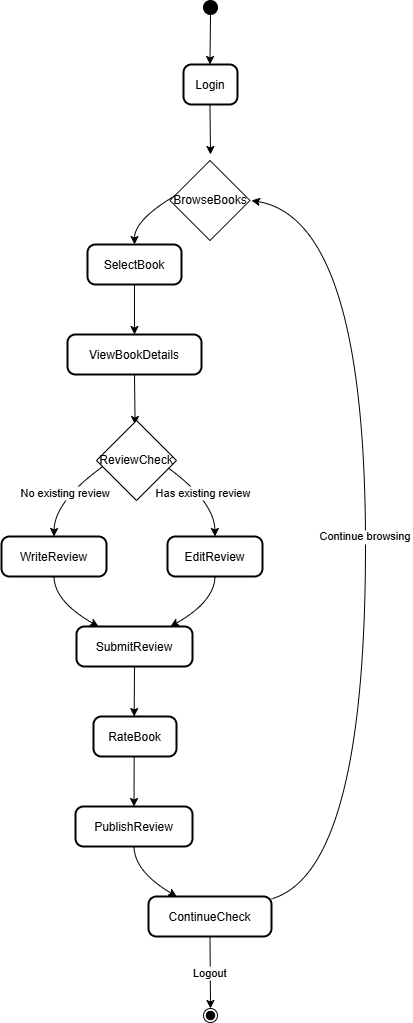 Login
BrowseBooks
SelectBook
ViewBookDetails
ReviewCheck
No existing review
Has existing review
WriteReview
EditReview
Continue browsing
SubmitReview
RateBook
PublishReview
ContinueCheck
Logout